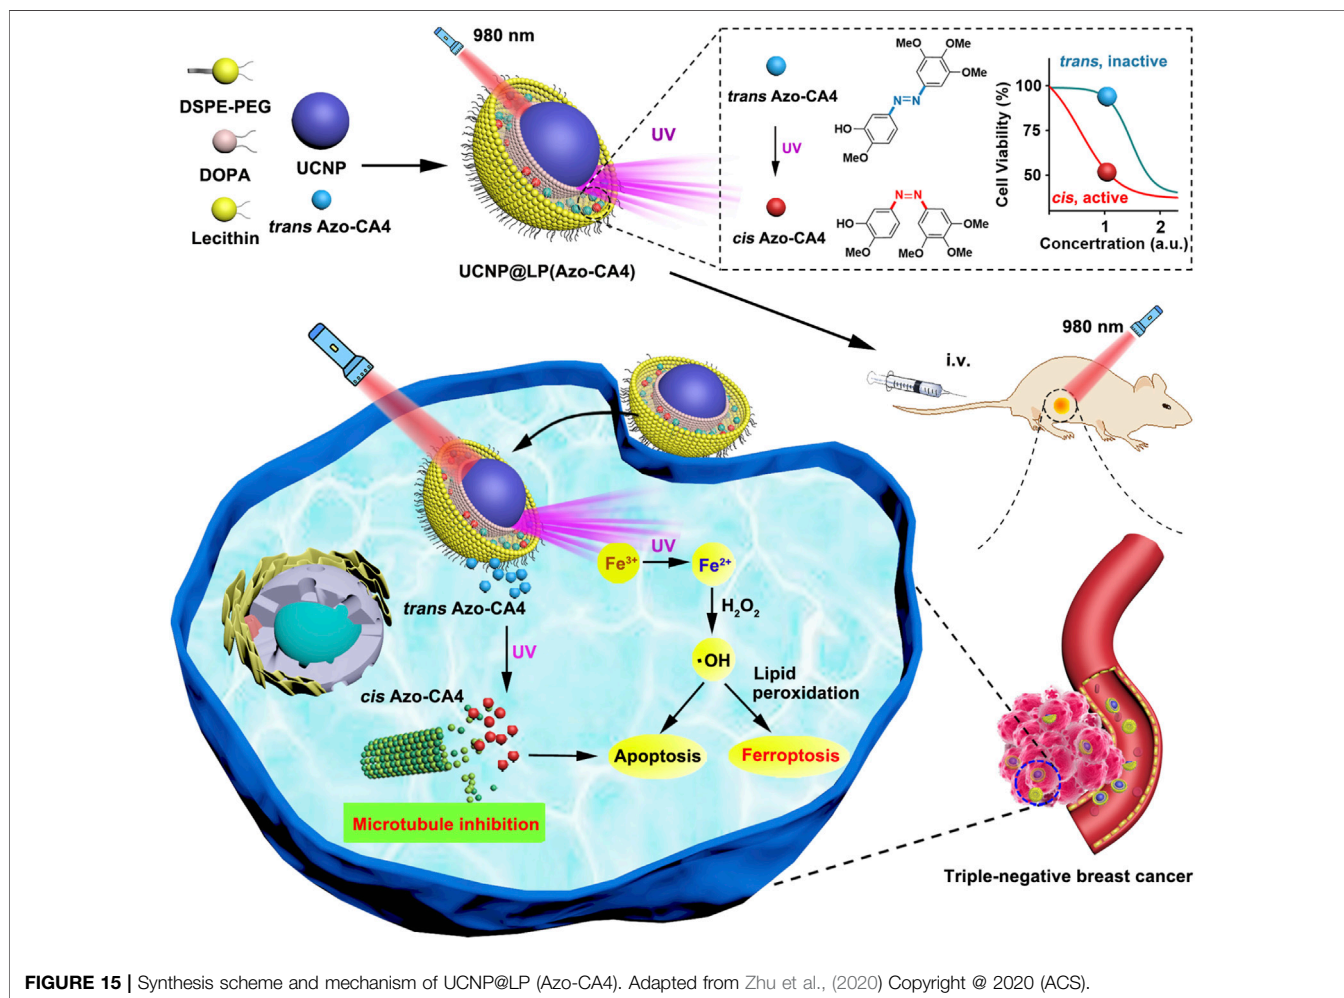 980 nm
DSPE-PEG
DOPA
Lecithin
UCNP
trans Azo-CA4
UV
UCNP@LP(Azo-CA4)
trans Azo-CA4
UV
cis Azo-CA4
MeO
OMe
OMe
N=N
HO
MeO
N=N
HO
MeO
OMe
OMe
MeO
Cell Viability (%)
100
75
50
trans, inactive
cis, active
1
2
Concertration (a.u.)
i.v.
980 nm
UV
Fe³⁺
Fe²⁺
H₂O₂
·OH
Lipid
peroxidation
trans Azo-CA4
UV
cis Azo-CA4
Apoptosis
Ferroptosis
Microtubule inhibition
Triple-negative breast cancer
FIGURE 15 | Synthesis scheme and mechanism of UCNP@LP (Azo-CA4). Adapted from Zhu et al., (2020) Copyright @ 2020 (ACS).